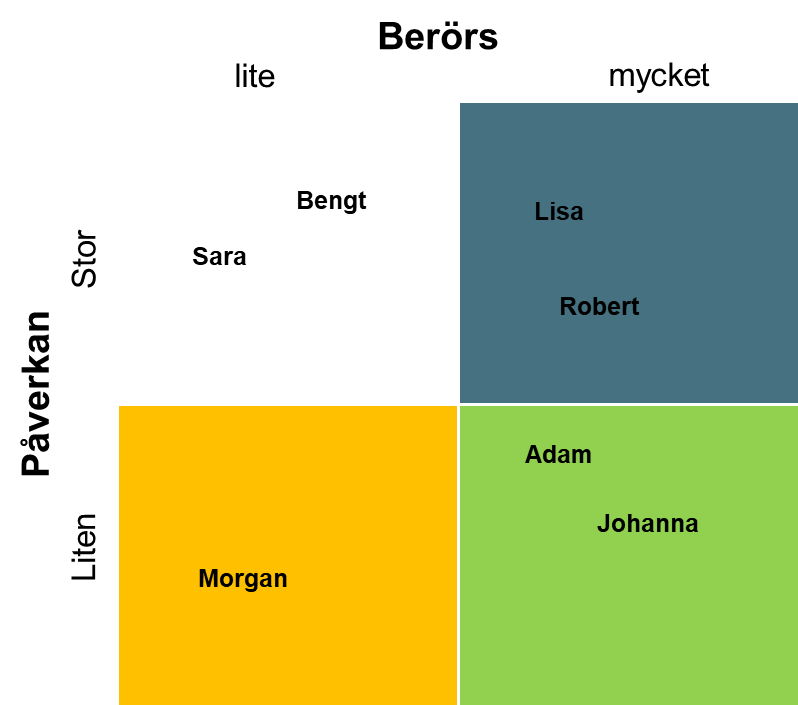 Berörs
lite mycket
Påverkan
Stor
Bengt
Lisa
Sara
Robert
Liten
Adam
Johanna
Morgan